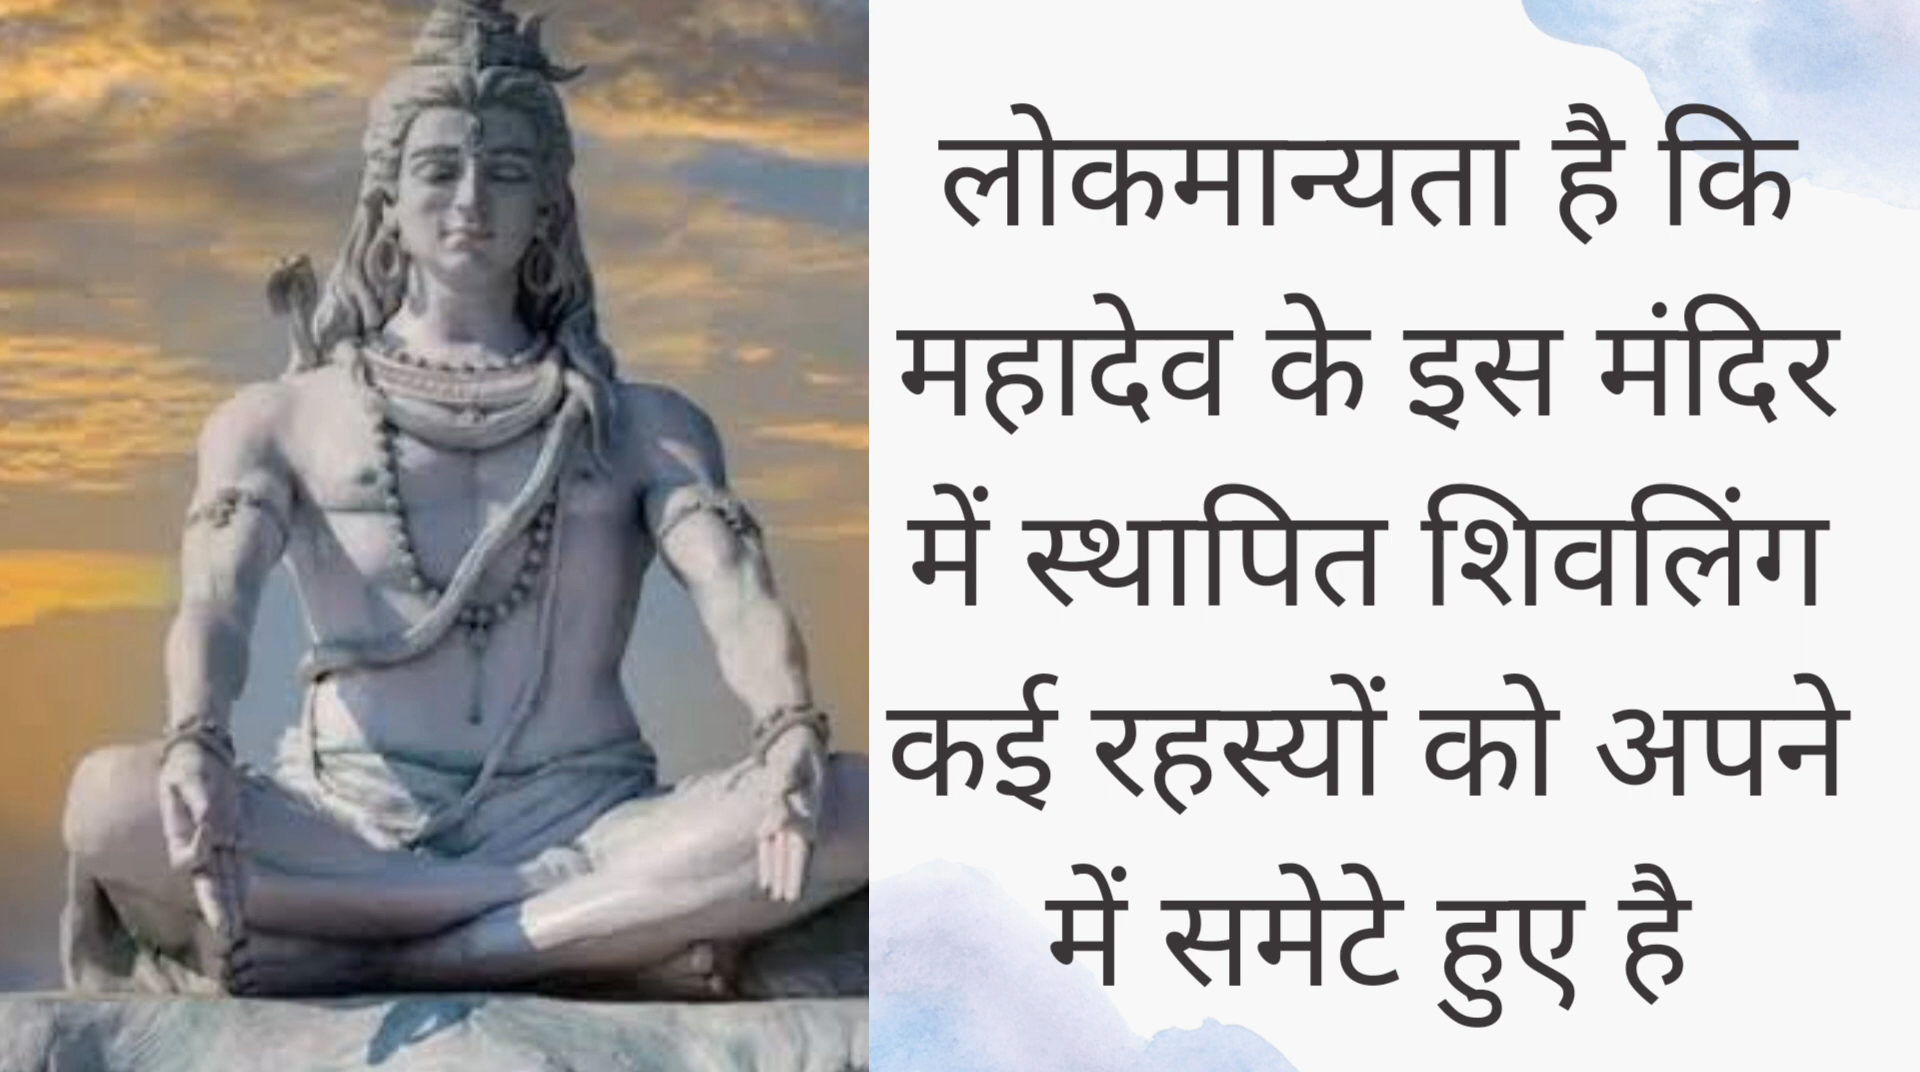 लोकमान्यता है कि
महादेव के इस मंदिर
में स्थापित शिवलिंग
कई रहस्यों को अपने
में समेटे हुए है